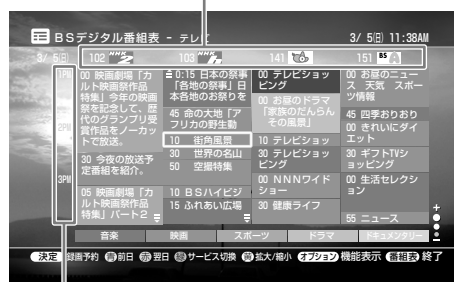 BSデジタル番組表 - テレビ
3/ 5(日) 11:38AM
3/ 5(日)
102 NHK 2
103 NHK h
141
151 BS
1PM
2PM
3PM
00 映画劇場「カ
ルト映画祭作品
特集」今年の映画
祭を記念して、歴
代のグランプリ受
賞作品をノーカッ
トで放送。
30 今夜の放送予
定番組を紹介。
05 映画劇場「カ
ルト映画祭作品
特集」パート2
0:15 日本の祭事
「各地の祭事」日
本各地のお祭りを
45 命の大地「ア
フリカの野生動
10 街角風景
30 世界の名山
50 空撮特集
10 BSハイビジ
15 ふれあい広場
00 テレビショッ
ピング
00 お昼のドラマ
「家族のだんらん
その風景」
10 テレビショッ
30 テレビショッ
ピング
00 NNNワイド
ショー
30 健康ライフ
00 お昼のニュー
ス 天気 スポー
ツ情報
45 四季おりおり
00 きれいにダイ
エット
30 ギフトTVシ
ョッピング
00 生活セレクシ
ョン
55 ニュース
音楽 映画 スポーツ ドラマ ドキュメンタリー
決定 録画予約 青 前日 赤 翌日 緑 サービス切換 黄 拡大/縮小 オプション 機能表示 番組表 終了